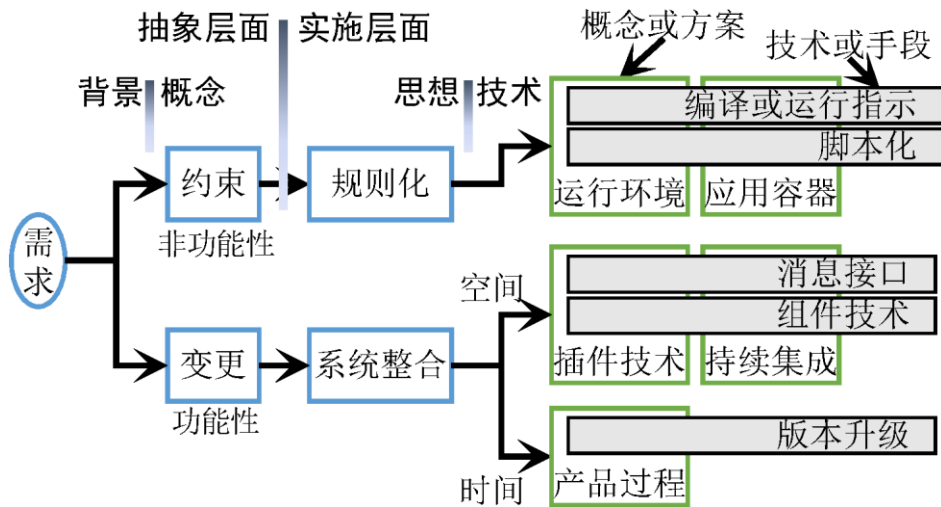 抽象层面 实施层面
概念或方案
技术或手段
背景 概念
思想 技术
编译或运行指示
脚本化
约束
规则化
运行环境 应用容器
非功能性
需求
空间
消息接口
组件技术
变更
系统整合
插件技术 持续集成
功能性
版本升级
时间
产品过程